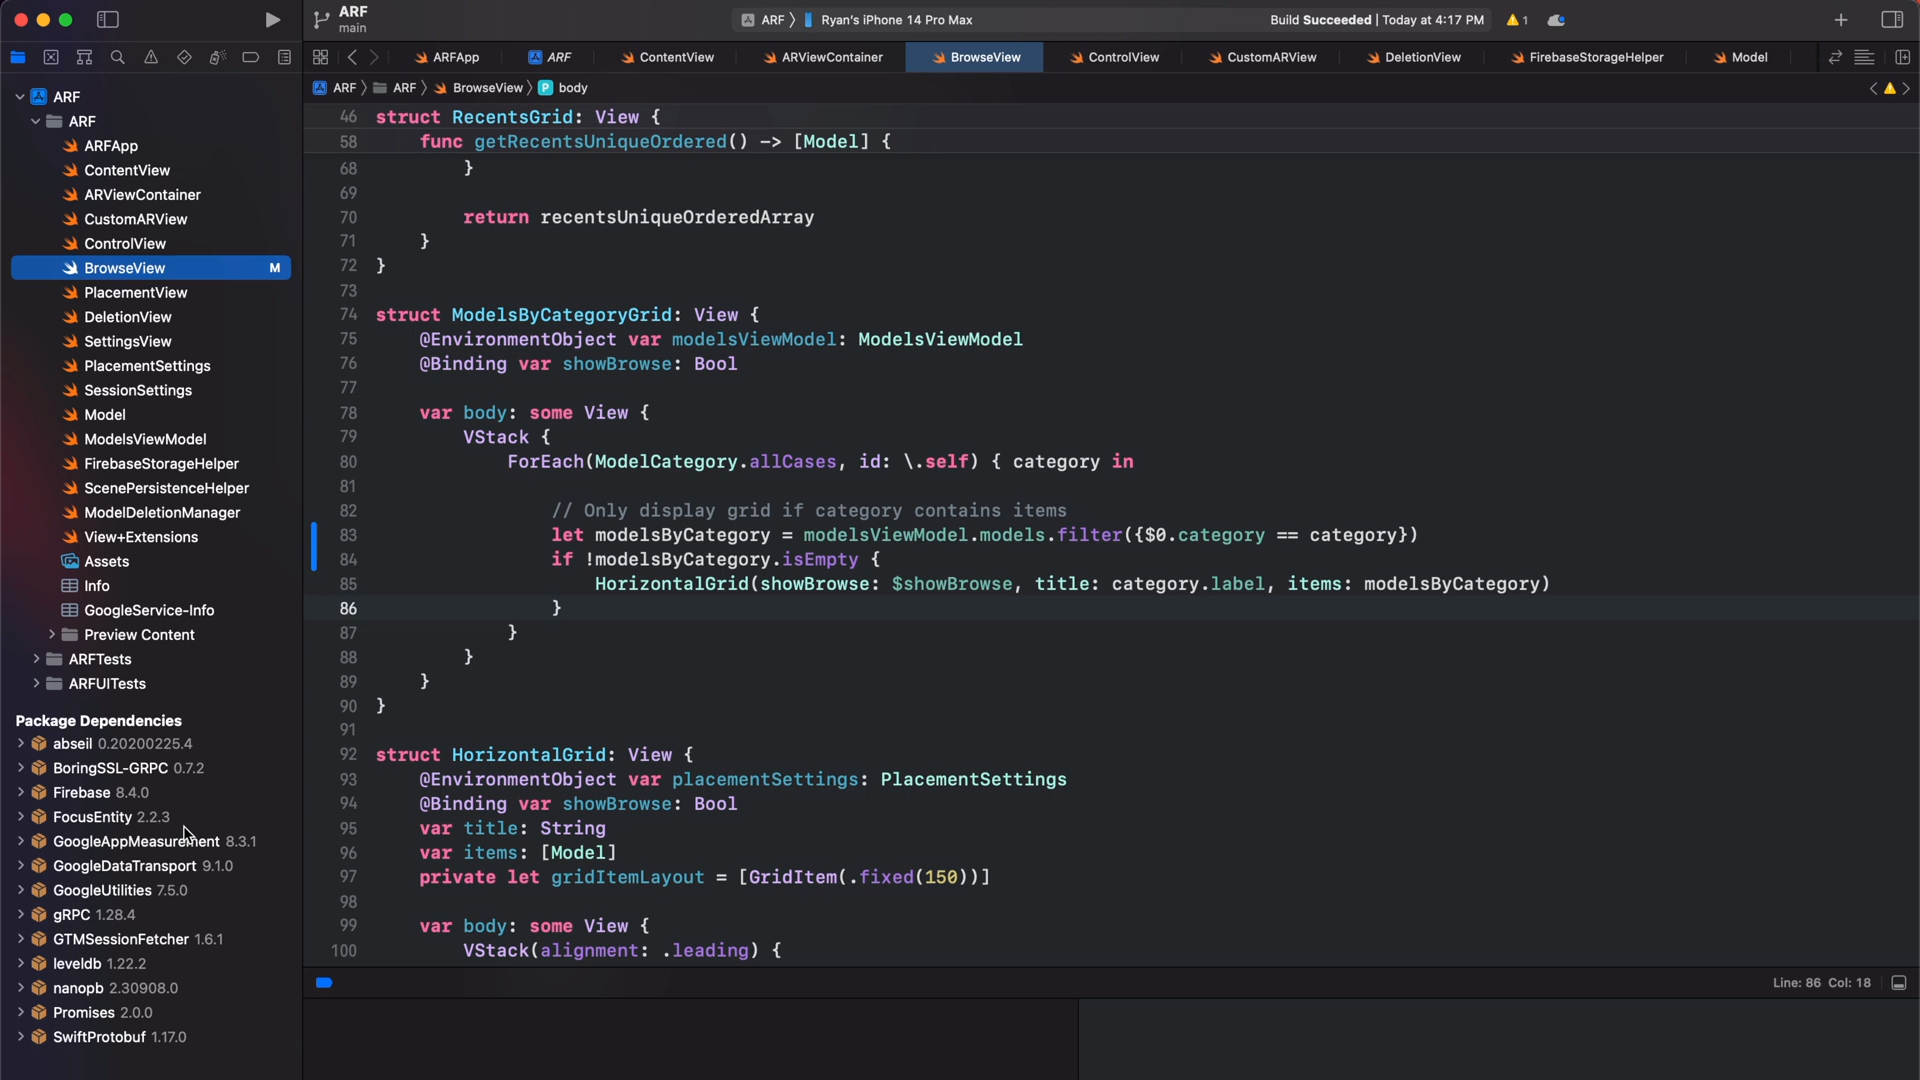 ARF
main
ARF 〉 Ryan's iPhone 14 Pro Max
Build Succeeded | Today at 4:17 PM
1
ARFApp
ARF
ContentView
ARViewContainer
BrowseView
ControlView
CustomARView
DeletionView
FirebaseStorageHelper
Model
ARF 〉 ARF 〉 BrowseView 〉 P body
ARF
ARF
ARFApp
ContentView
ARViewContainer
CustomARView
ControlView
BrowseView M
PlacementView
DeletionView
SettingsView
PlacementSettings
SessionSettings
Model
ModelsViewModel
FirebaseStorageHelper
ScenePersistenceHelper
ModelDeletionManager
View+Extensions
Assets
Info
GoogleService-Info
Preview Content
ARFTests
ARFUITests
Package Dependencies
abseil 0.20200225.4
BoringSSL-GRPC 0.7.2
Firebase 8.4.0
FocusEntity 2.2.3
GoogleAppMeasurement 8.3.1
GoogleDataTransport 9.1.0
GoogleUtilities 7.5.0
gRPC 1.28.4
GTMSessionFetcher 1.6.1
leveldb 1.22.2
nanopb 2.30908.0
Promises 2.0.0
SwiftProtobuf 1.17.0
46 struct RecentsGrid: View {
58     func getRecentsUniqueOrdered() -> [Model] {
68         }
69
70         return recentsUniqueOrderedArray
71     }
72 }
73
74 struct ModelsByCategoryGrid: View {
75     @EnvironmentObject var modelsViewModel: ModelsViewModel
76     @Binding var showBrowse: Bool
77
78     var body: some View {
79         VStack {
80             ForEach(ModelCategory.allCases, id: \.self) { category in
81
82                 // Only display grid if category contains items
83                 let modelsByCategory = modelsViewModel.models.filter({$0.category == category})
84                 if !modelsByCategory.isEmpty {
85                     HorizontalGrid(showBrowse: $showBrowse, title: category.label, items: modelsByCategory)
86                 }
87             }
88         }
89     }
90 }
91
92 struct HorizontalGrid: View {
93     @EnvironmentObject var placementSettings: PlacementSettings
94     @Binding var showBrowse: Bool
95     var title: String
96     var items: [Model]
97     private let gridItemLayout = [GridItem(.fixed(150))]
98
99     var body: some View {
100         VStack(alignment: .leading) {
Line: 86 Col: 18